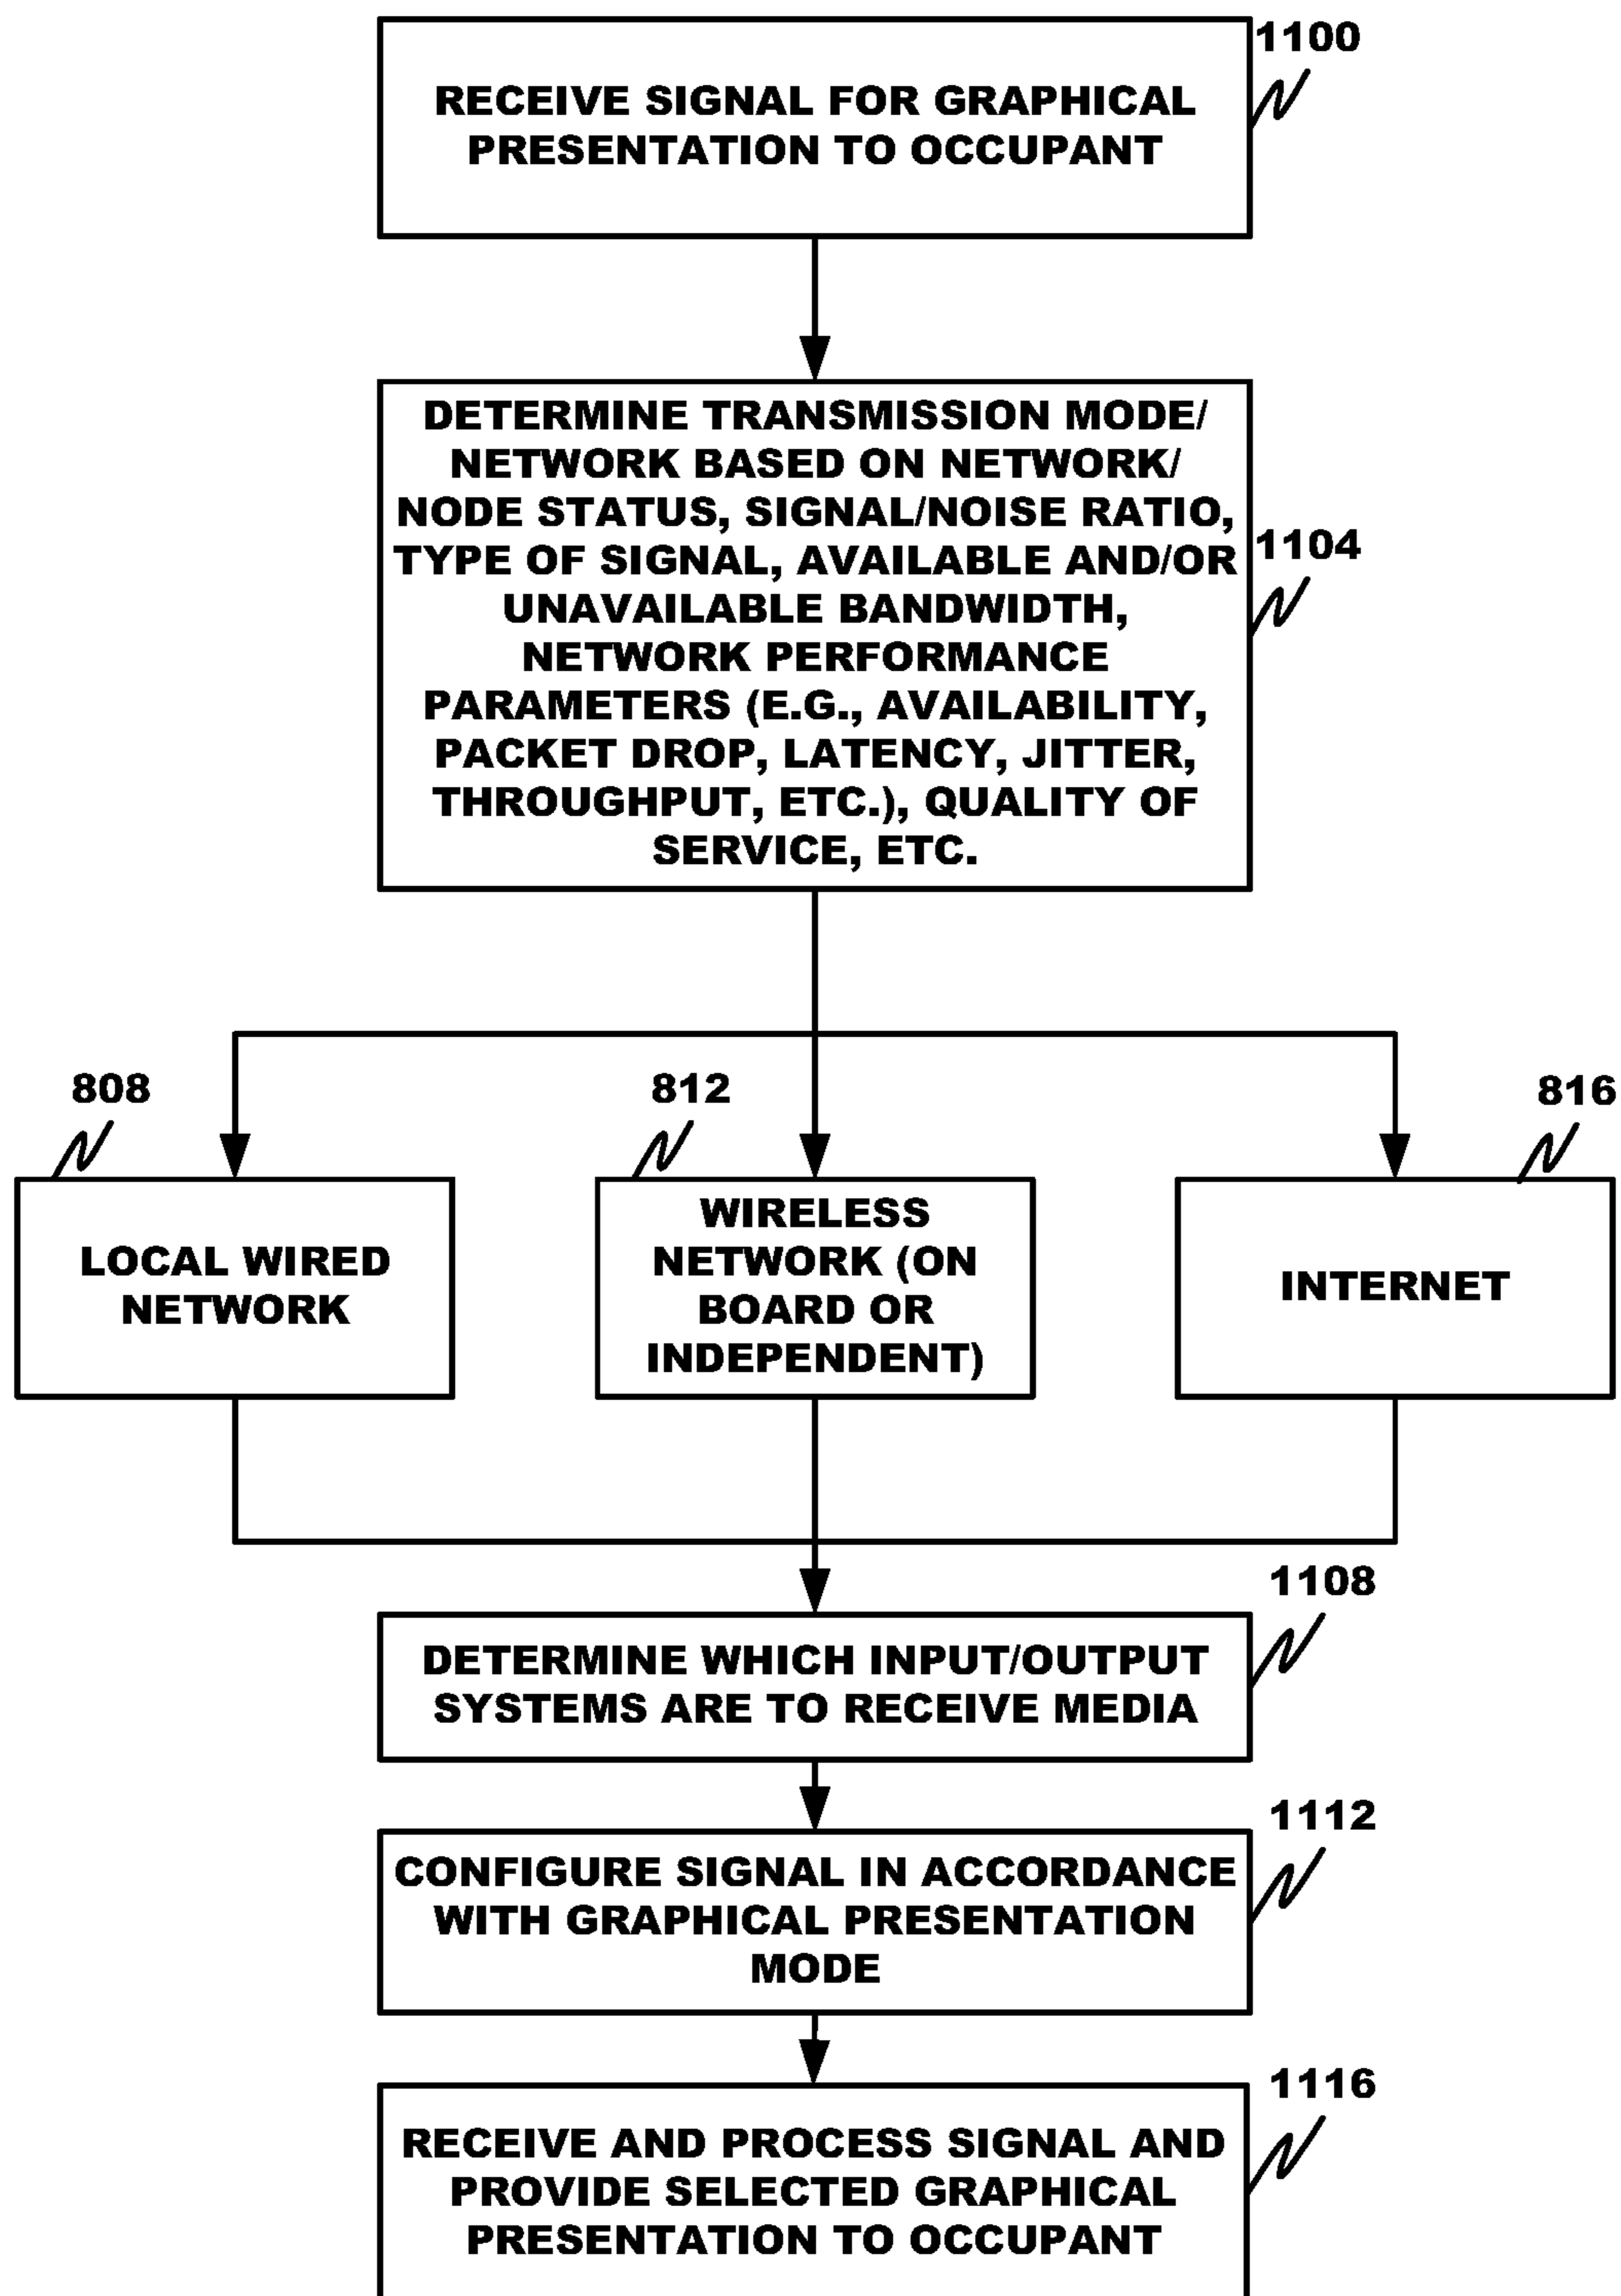 1100
RECEIVE SIGNAL FOR GRAPHICAL
PRESENTATION TO OCCUPANT
DETERMINE TRANSMISSION MODE/
NETWORK BASED ON NETWORK/
NODE STATUS, SIGNAL/NOISE RATIO,
TYPE OF SIGNAL, AVAILABLE AND/OR
UNAVAILABLE BANDWIDTH,
NETWORK PERFORMANCE
PARAMETERS (E.G., AVAILABILITY,
PACKET DROP, LATENCY, JITTER,
THROUGHPUT, ETC.), QUALITY OF
SERVICE, ETC.
1104
808
LOCAL WIRED
NETWORK
812
WIRELESS
NETWORK (ON
BOARD OR
INDEPENDENT)
816
INTERNET
1108
DETERMINE WHICH INPUT/OUTPUT
SYSTEMS ARE TO RECEIVE MEDIA
1112
CONFIGURE SIGNAL IN ACCORDANCE
WITH GRAPHICAL PRESENTATION
MODE
1116
RECEIVE AND PROCESS SIGNAL AND
PROVIDE SELECTED GRAPHICAL
PRESENTATION TO OCCUPANT